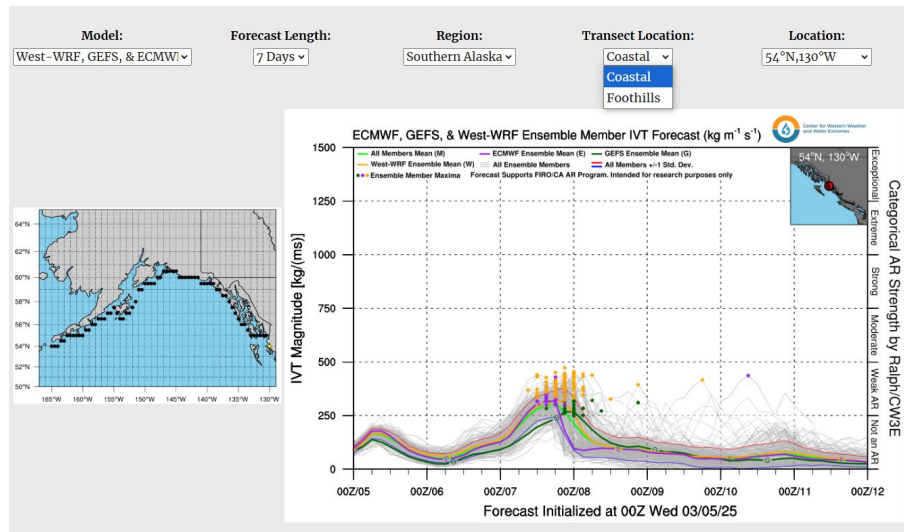 Model: Forecast Length: Region: Transect Location: Location:
West-WRF, GEFS, & ECMWI 7 Days Southern Alaska Coastal 54°N,130°W
Coastal
Foothills
Center for Western Weather
and Water Extremes
ECMWF, GEFS, & West-WRF Ensemble Member IVT Forecast (kg m⁻¹ s⁻¹)
All Members Mean (M) ECMWF Ensemble Mean (E) GEFS Ensemble Mean (G)
West-WRF Ensemble Mean (W) All Ensemble Members All Members +/-1 Std. Dev.
Ensemble Member Maxima Forecast Supports FIRO/CA AR Program. Intended for research purposes only
54°N, 130°W
IVT Magnitude [kg/(ms)]
1500
1250
1000
750
500
250
0
Exceptional
Extreme
Strong
Moderate
Weak AR
Not an AR
Categorical AR Strength by Ralph/CW3E
00Z/05 00Z/06 00Z/07 00Z/08 00Z/09 00Z/10 00Z/11 00Z/12
Forecast Initialized at 00Z Wed 03/05/25
64°N
62°N
60°N
58°N
56°N
54°N
52°N
50°N
165°W 160°W 155°W 150°W 145°W 140°W 135°W 130°W